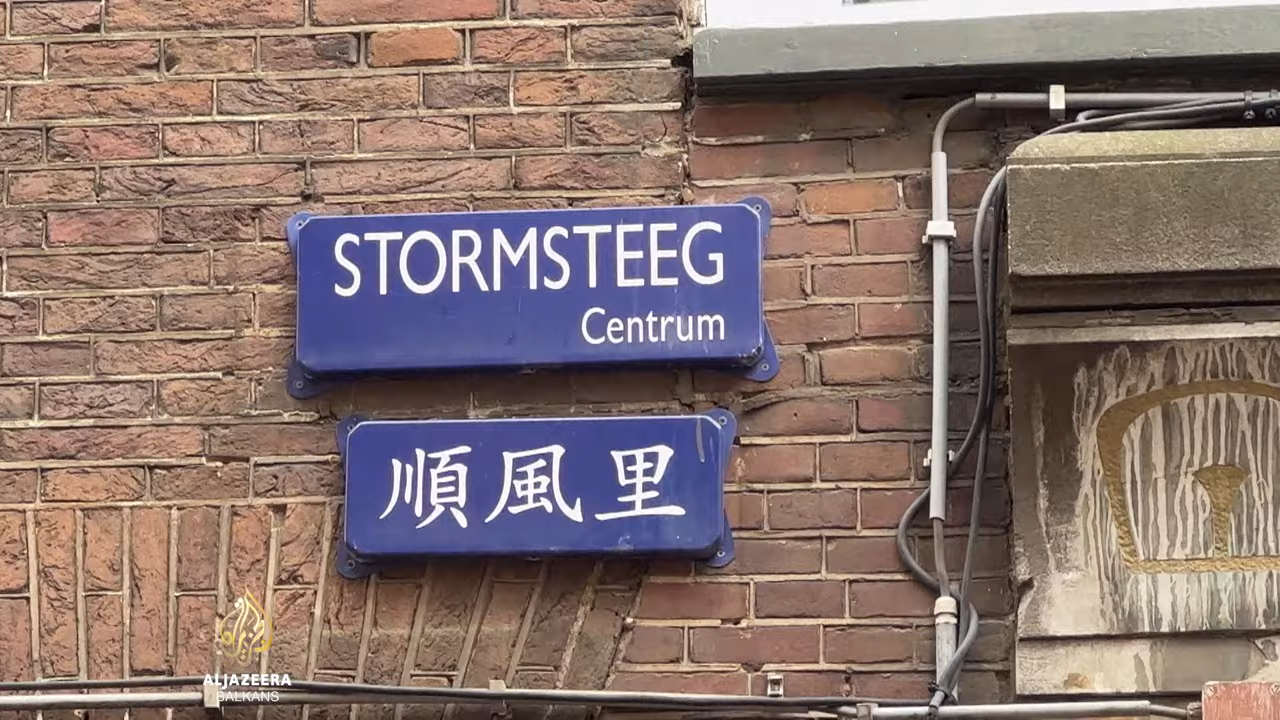 STORMSTEEG
Centrum
順風里
ALJAZEERA
BALKANS